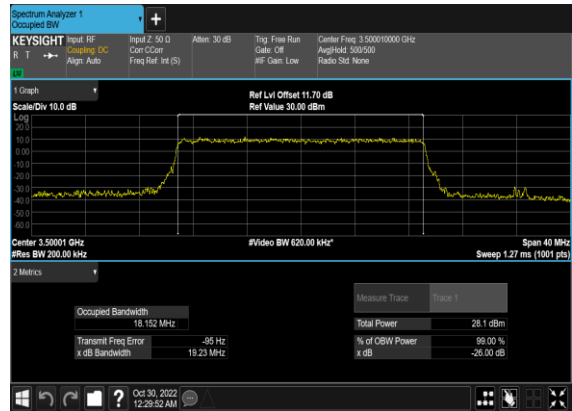 Spectrum Analyzer 1
Occupied BW
+
KEYSIGHT Input: RF Input Z: 50 Ω Atten: 30 dB Trig: Free Run Center Freq: 3.500010000 GHz
R T Coupling: DC Corr CCorr Gate: Off Avg|Hold: 500/500
Align: Auto Freq Ref: Int (S) #IF Gain: Low Radio Std: None
1 Graph
Scale/Div 10.0 dB
Ref Lvl Offset 11.70 dB
Ref Value 30.00 dBm
Log
20.0
10.0
0.00
-10.0
-20.0
-30.0
-40.0
-50.0
-60.0
Center 3.50001 GHz #Video BW 620.00 kHz* Span 40 MHz
#Res BW 200.00 kHz Sweep 1.27 ms (1001 pts)
2 Metrics
Measure Trace Trace 1
Occupied Bandwidth
18.152 MHz
Total Power 28.1 dBm
Transmit Freq Error -95 Hz
% of OBW Power 99.00 %
x dB Bandwidth 19.23 MHz
x dB -26.00 dB
?
Oct 30, 2022
12:29:52 AM